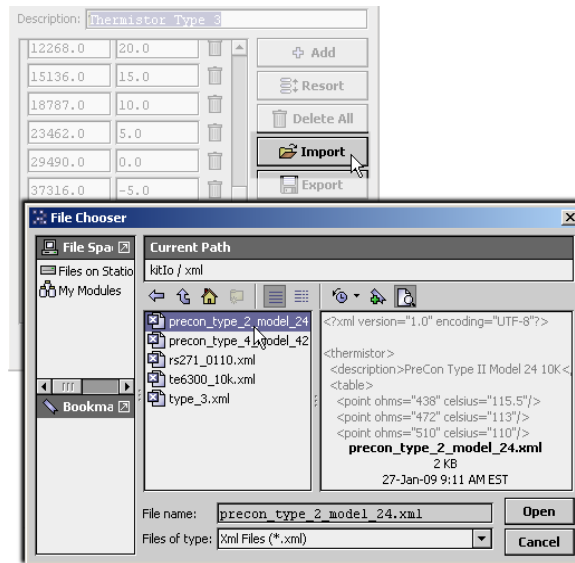 Description: Thermistor Type 3
12268.0 20.0
15136.0 15.0
18787.0 10.0
23462.0 5.0
29490.0 0.0
37316.0 -5.0
Add
Resort
Delete All
Import
Export
File Chooser
File Spa
Files on Statio
My Modules
Bookma
Current Path
kitIo / xml
precon_type_2_model_24
precon_type_4_model_42
rs271_0110.xml
te6300_10k.xml
type_3.xml
<?xml version="1.0" encoding="UTF-8"?>
<thermistor>
<description>PreCon Type II Model 24 10K<
<table>
<point ohms="438" celsius="115.5"/>
<point ohms="472" celsius="113"/>
<point ohms="510" celsius="110"/>
precon_type_2_model_24.xml
2 KB
27-Jan-09 9:11 AM EST
File name: precon_type_2_model_24.xml
Open
Files of type: Xml Files (*.xml)
Cancel